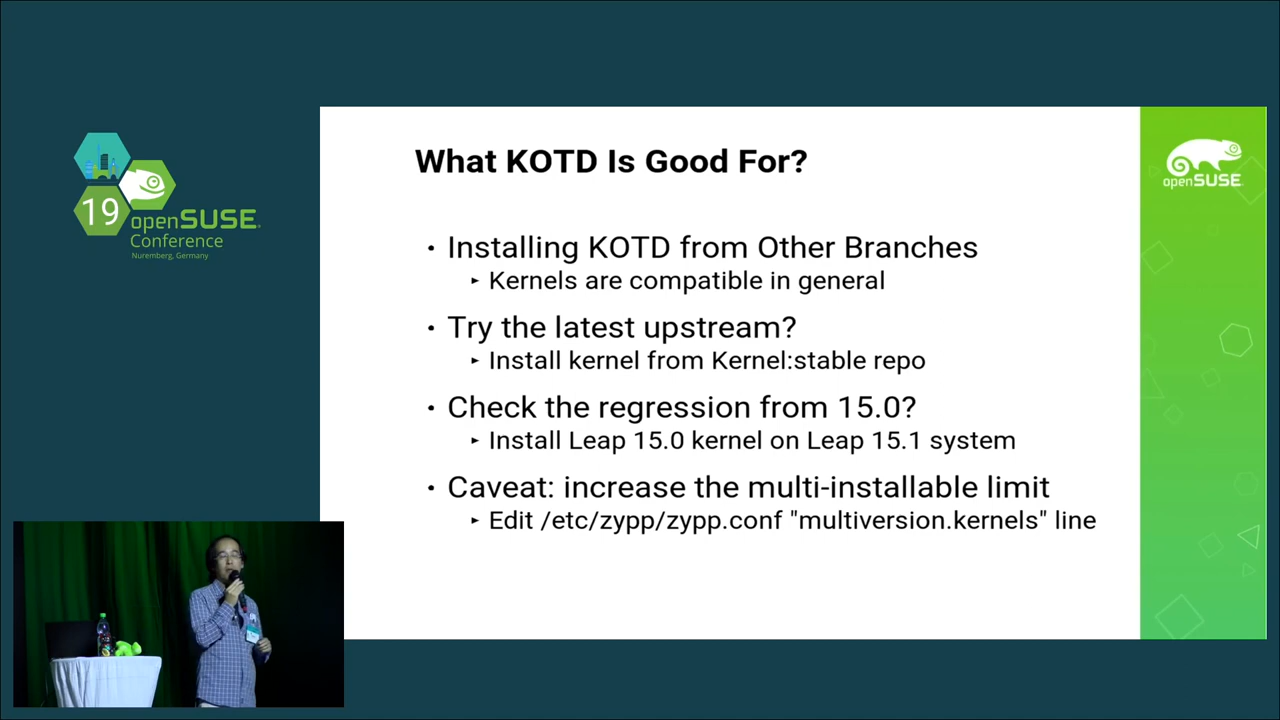 19
openSUSE
Conference
Nuremberg, Germany
What KOTD Is Good For?
openSUSE
• Installing KOTD from Other Branches
‣ Kernels are compatible in general
• Try the latest upstream?
‣ Install kernel from Kernel:stable repo
• Check the regression from 15.0?
‣ Install Leap 15.0 kernel on Leap 15.1 system
• Caveat: increase the multi-installable limit
‣ Edit /etc/zypp/zypp.conf "multiversion.kernels" line